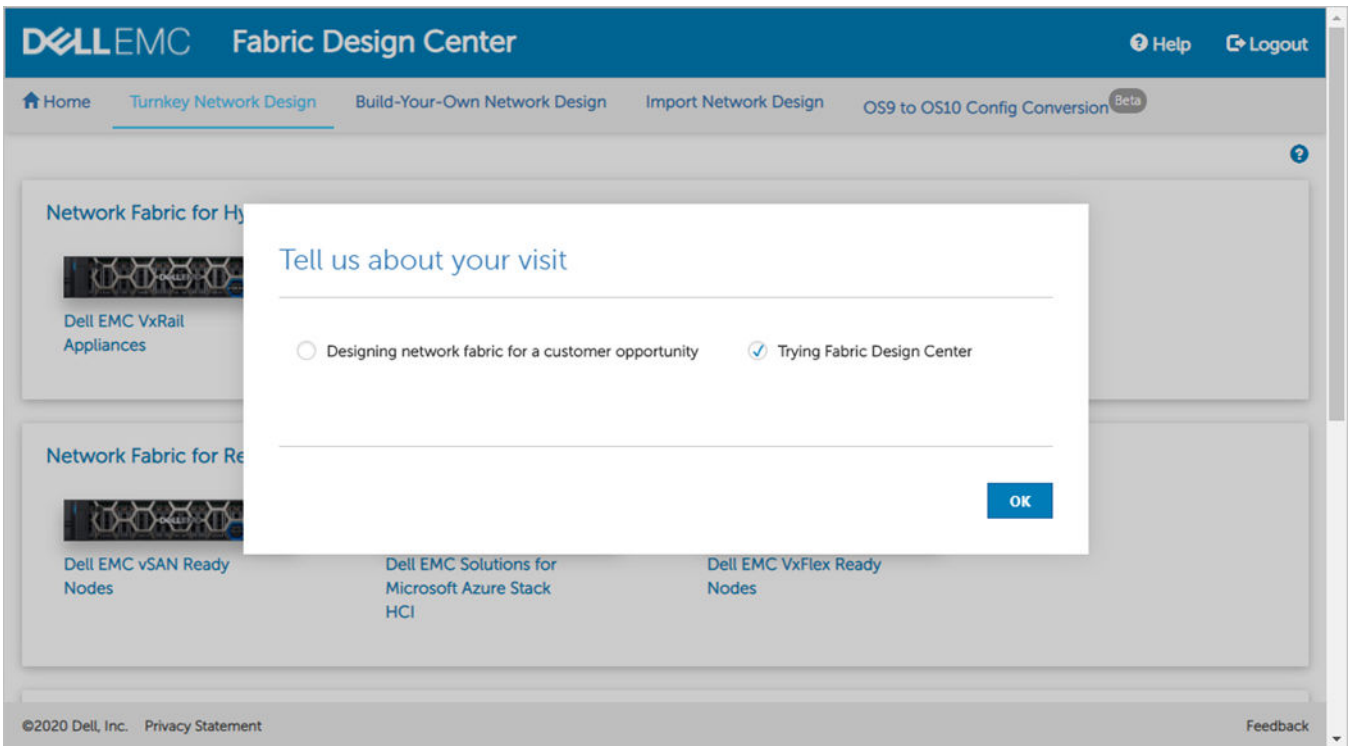 DELLEMC Fabric Design Center Help Logout
Home Turnkey Network Design Build-Your-Own Network Design Import Network Design OS9 to OS10 Config Conversion Beta
Network Fabric for Hy
Dell EMC VxRail
Appliances
Tell us about your visit
Designing network fabric for a customer opportunity Trying Fabric Design Center
OK
Network Fabric for Re
Dell EMC vSAN Ready
Nodes
Dell EMC Solutions for
Microsoft Azure Stack
HCI
Dell EMC VxFlex Ready
Nodes
©2020 Dell, Inc. Privacy Statement Feedback